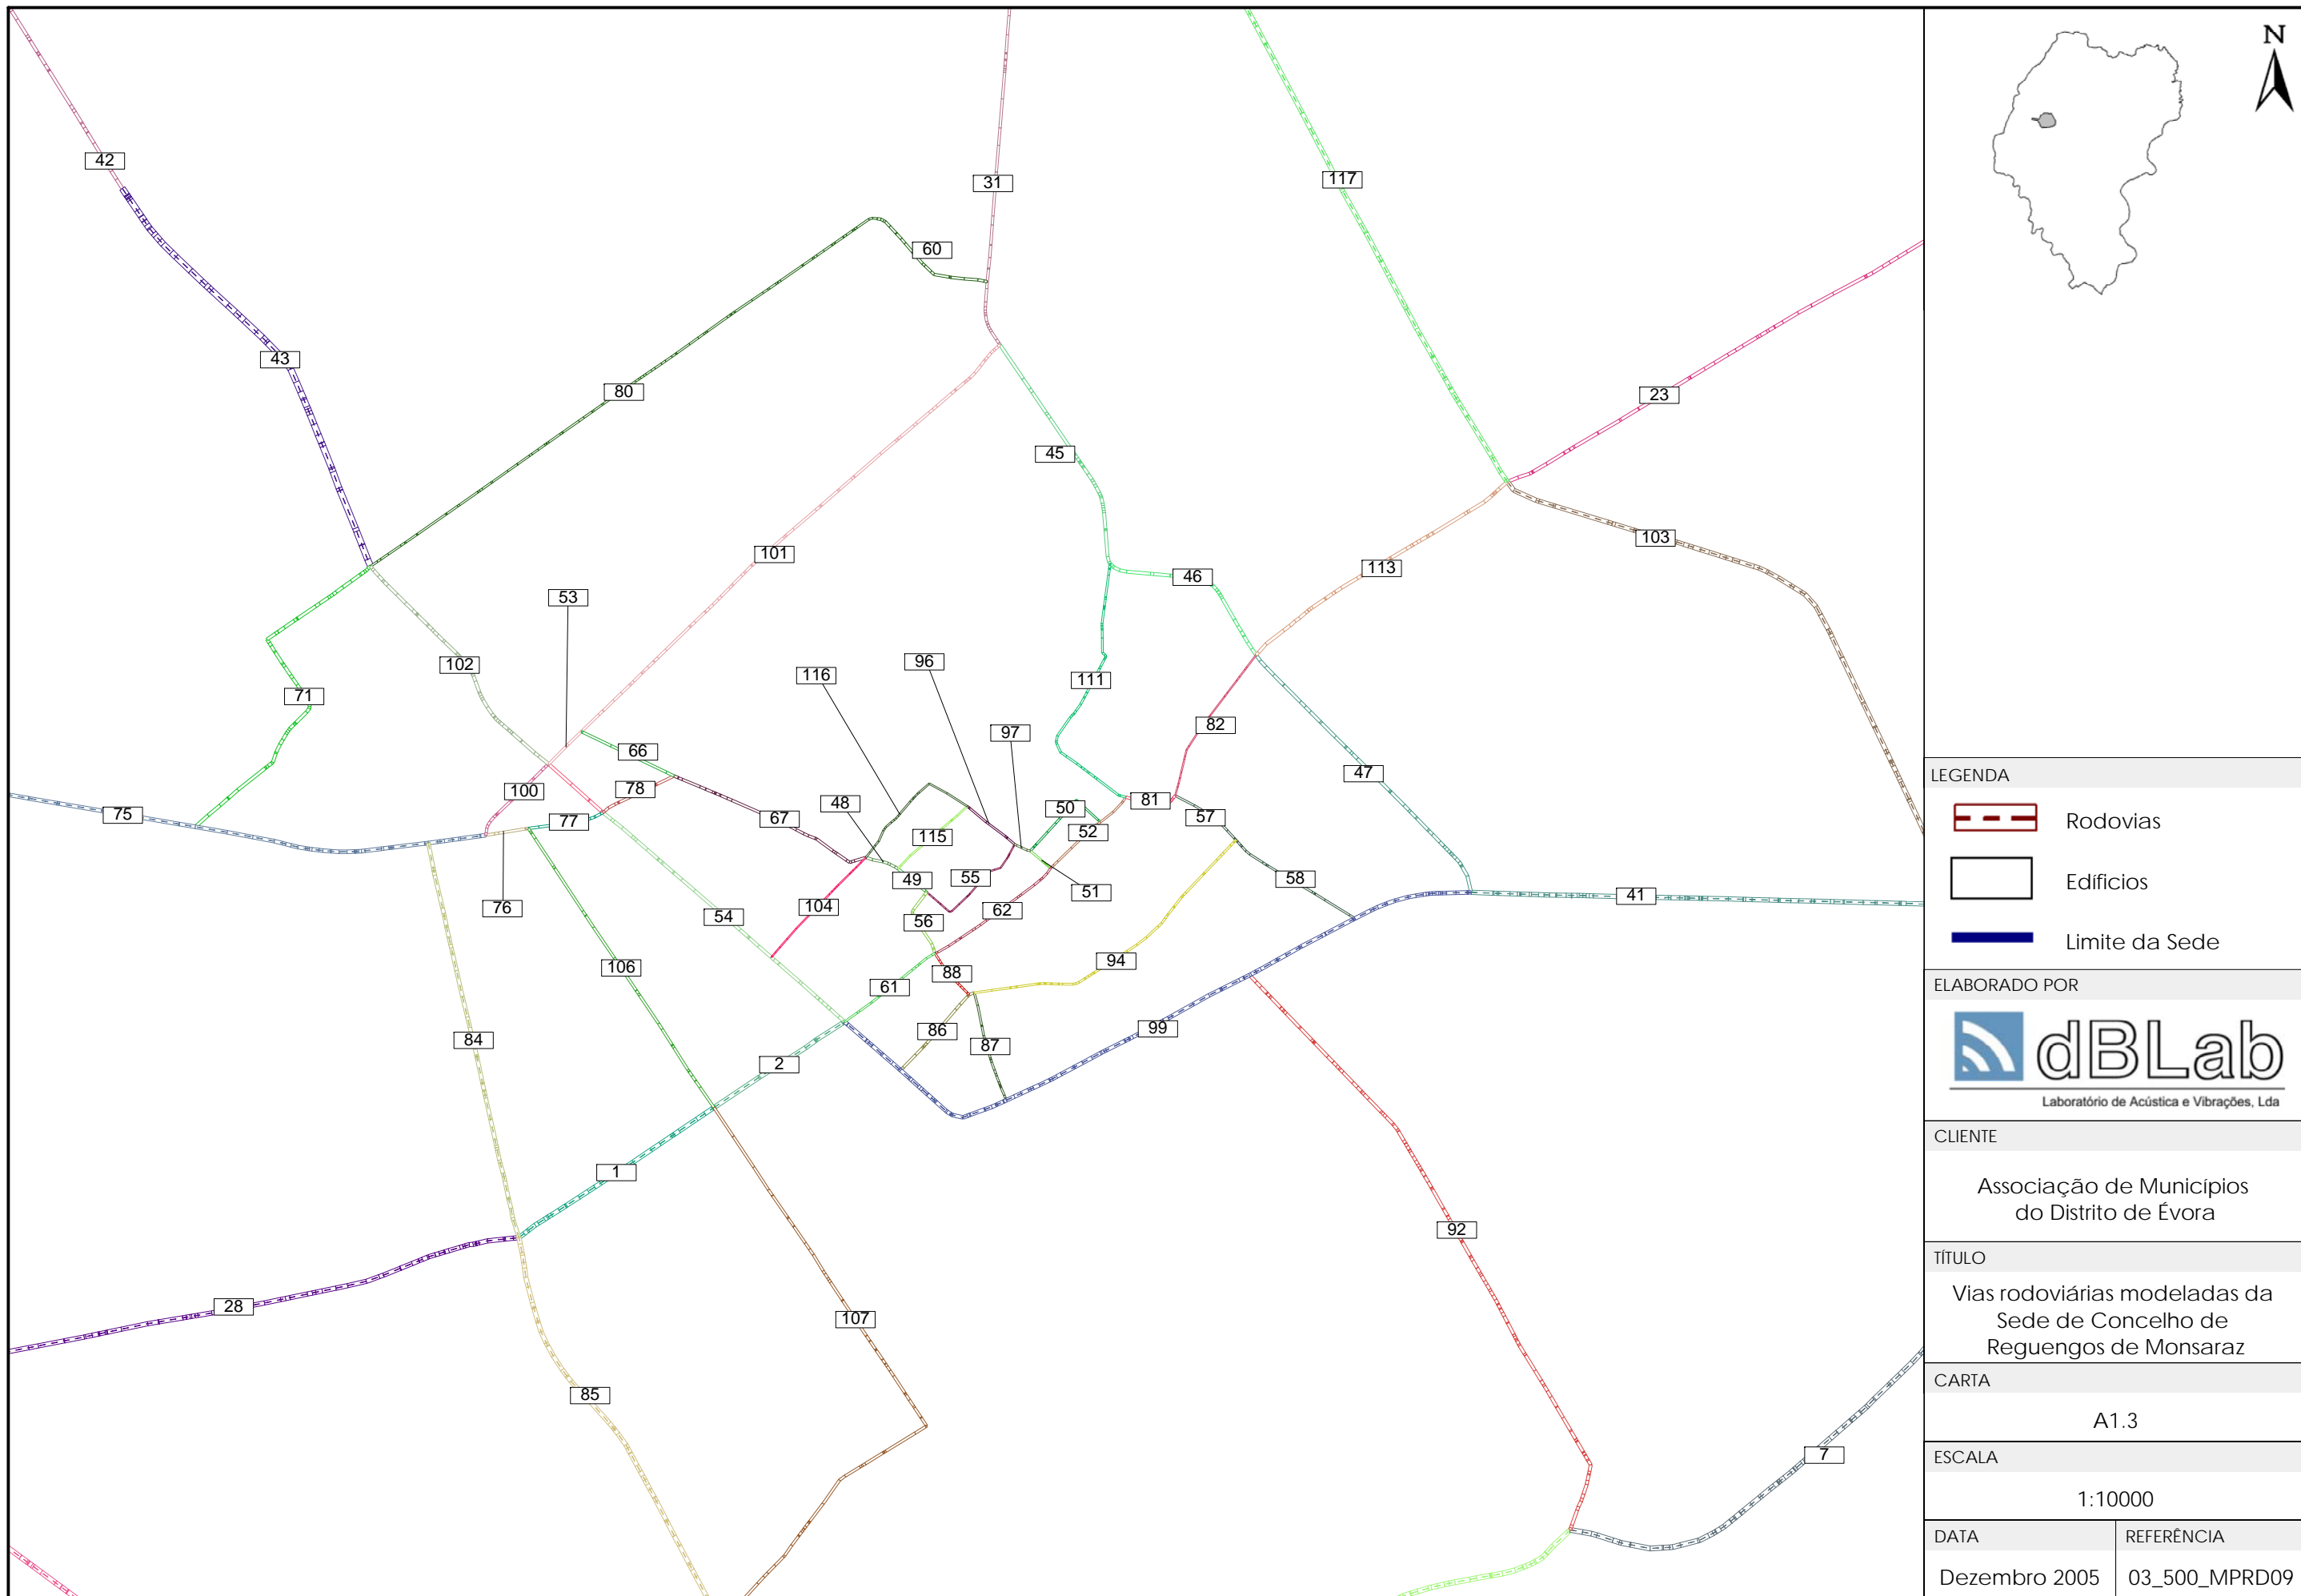 42
31
117
60
43
80
23
45
101
103
113
46
53
102
96
116
111
71
82
97
66
47
78
100
48
50
75
81
67
57
77
52
115
49
55
58
51
41
76
104
62
54
56
94
106
88
61
99
86
84
87
2
1
92
28
107
85
7
N
LEGENDA
Rodovias
Edíficios
Limite da Sede
ELABORADO POR
dBLab
Laboratório de Acústica e Vibrações, Lda
CLIENTE
Associação de Municípios
do Distrito de Évora
TÍTULO
Vias rodoviárias modeladas da
Sede de Concelho de
Reguengos de Monsaraz
CARTA
A1.3
ESCALA
1:10000
DATA
Dezembro 2005
REFERÊNCIA
03_500_MPRD09